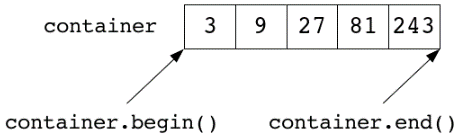 container 3 9 27 81 243
container.begin() container.end()